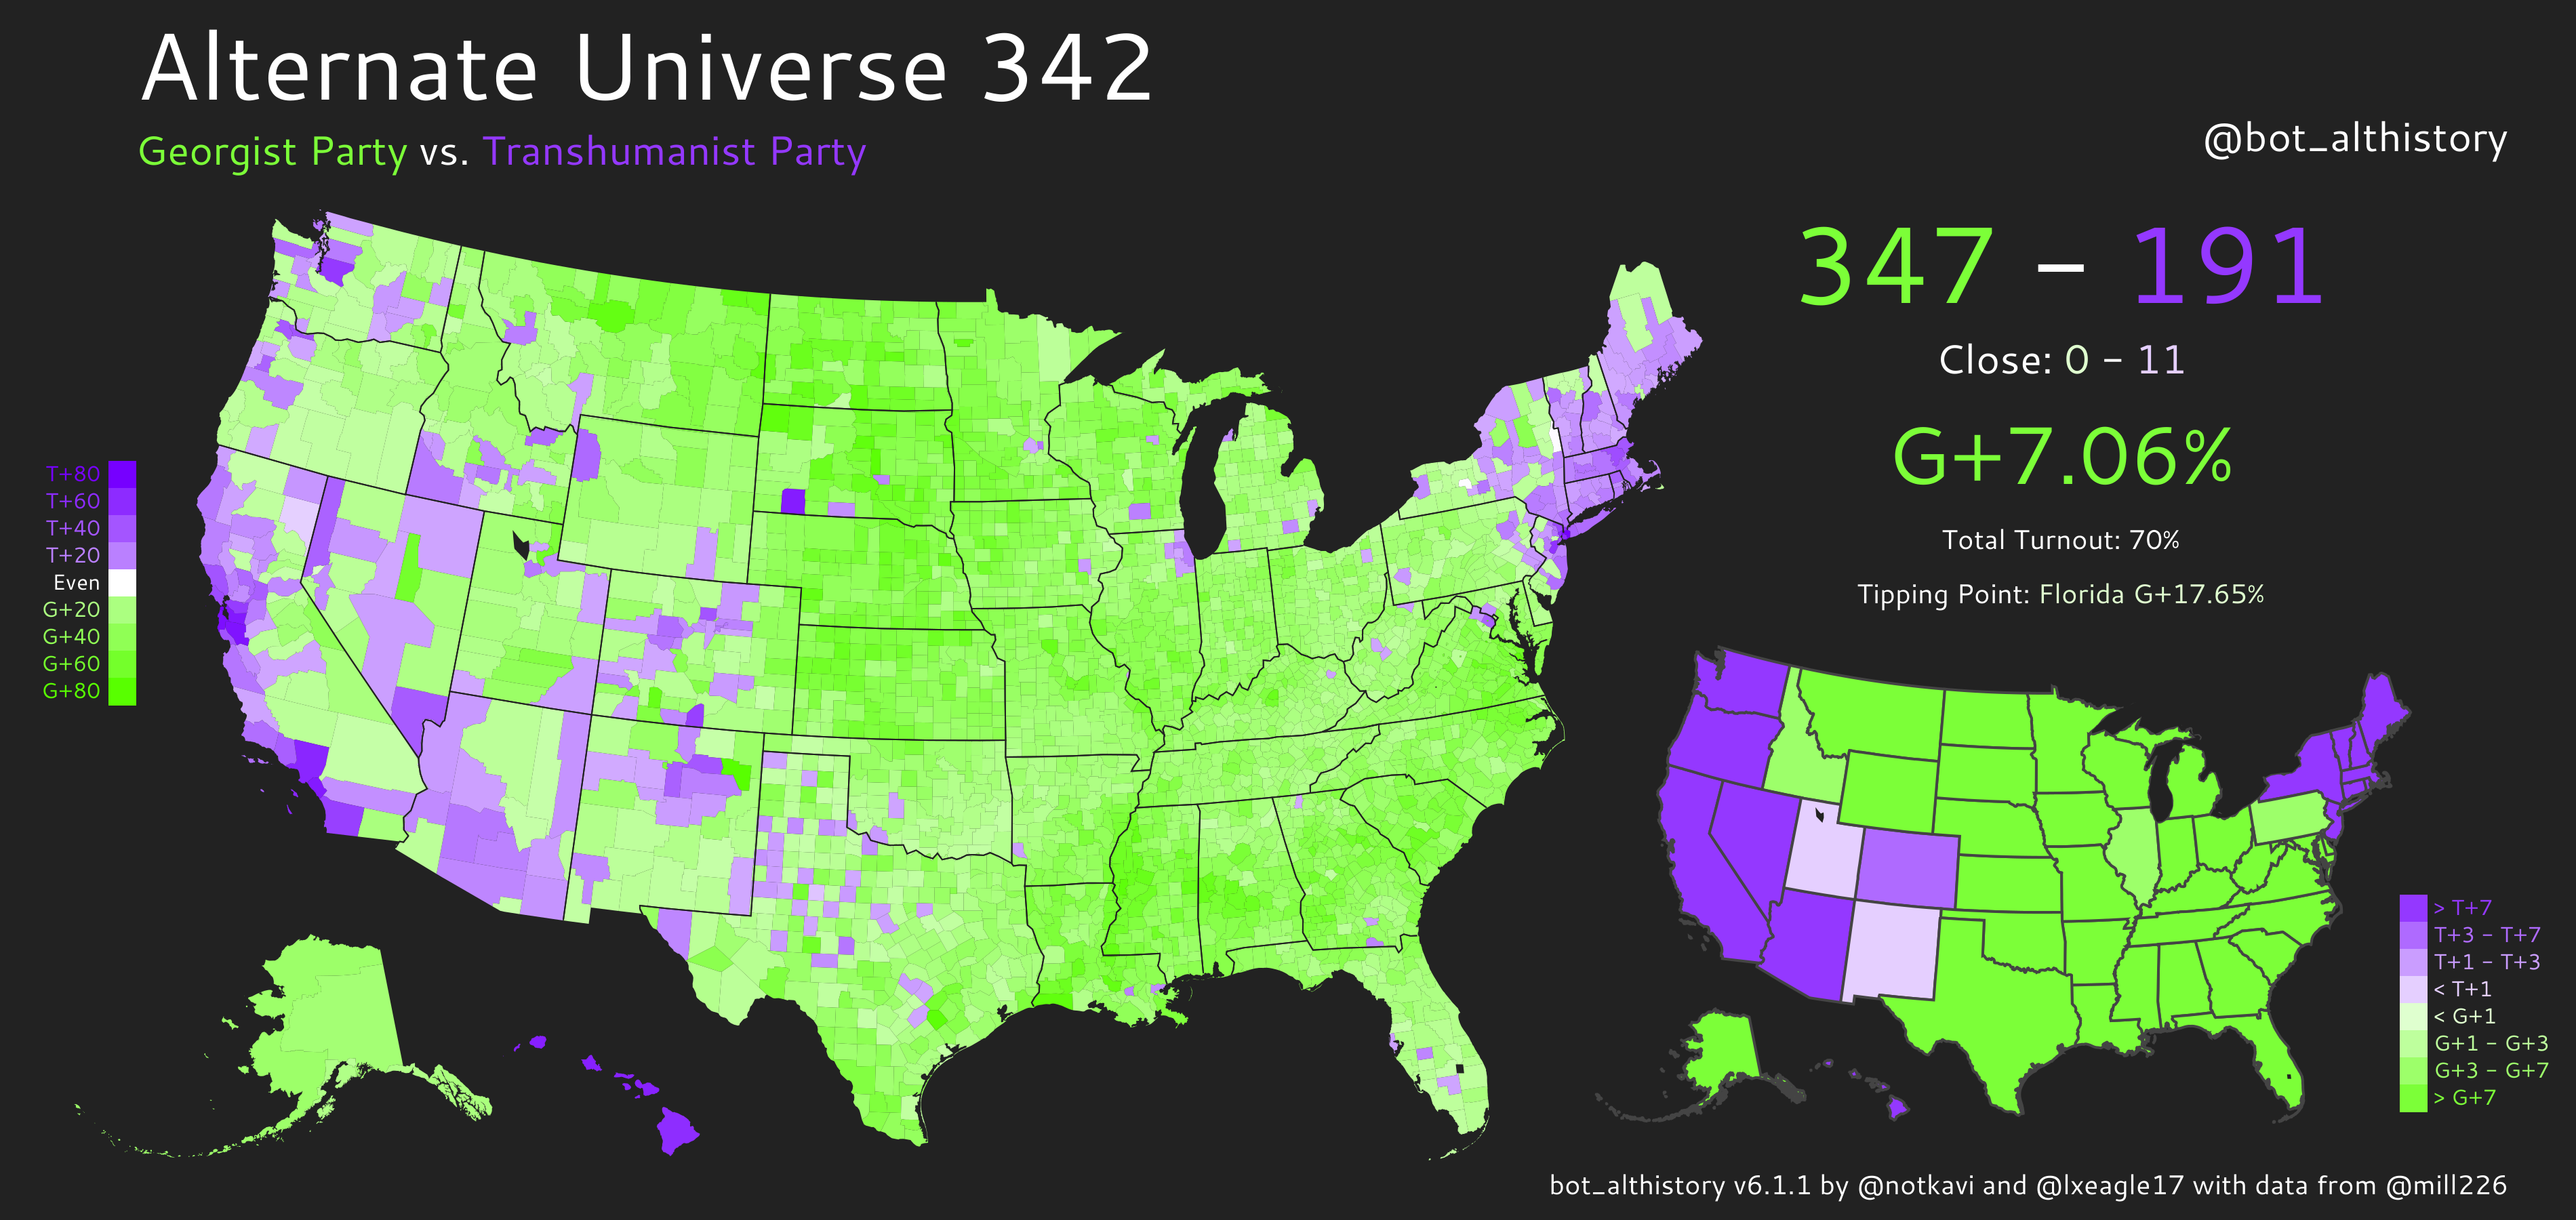 Alternate Universe 342
Georgist Party vs. Transhumanist Party
@bot_althistory
347 – 191
Close: 0 – 11
G+7.06%
Total Turnout: 70%
Tipping Point: Florida G+17.65%
T+80
T+60
T+40
T+20
Even
G+20
G+40
G+60
G+80
> T+7
T+3 – T+7
T+1 – T+3
< T+1
< G+1
G+1 – G+3
G+3 – G+7
> G+7
bot_althistory v6.1.1 by @notkavi and @lxeagle17 with data from @mill226